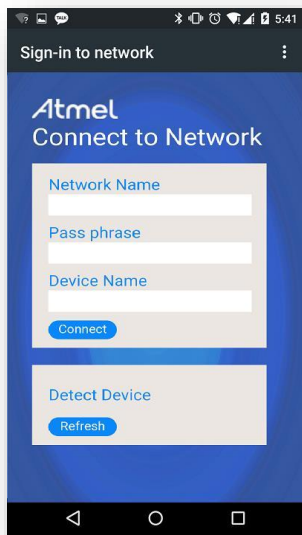 TALK
5:41
Sign-in to network
Atmel
Connect to Network
Network Name
Pass phrase
Device Name
Connect
Detect Device
Refresh